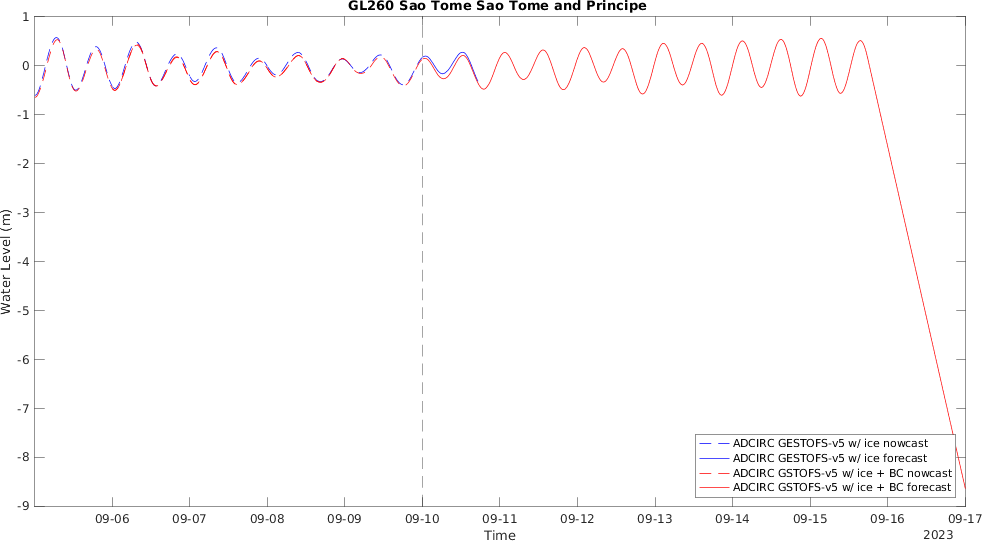 GL260 Sao Tome Sao Tome and Principe
Water Level (m)
1
0
-1
-2
-3
-4
-5
-6
-7
-8
-9
ADCIRC GESTOFS-v5 w/ ice nowcast
ADCIRC GESTOFS-v5 w/ ice forecast
ADCIRC GSTOFS-v5 w/ ice + BC nowcast
ADCIRC GSTOFS-v5 w/ ice + BC forecast
09-06 09-07 09-08 09-09 09-10 09-11 09-12 09-13 09-14 09-15 09-16 09-17
Time
2023